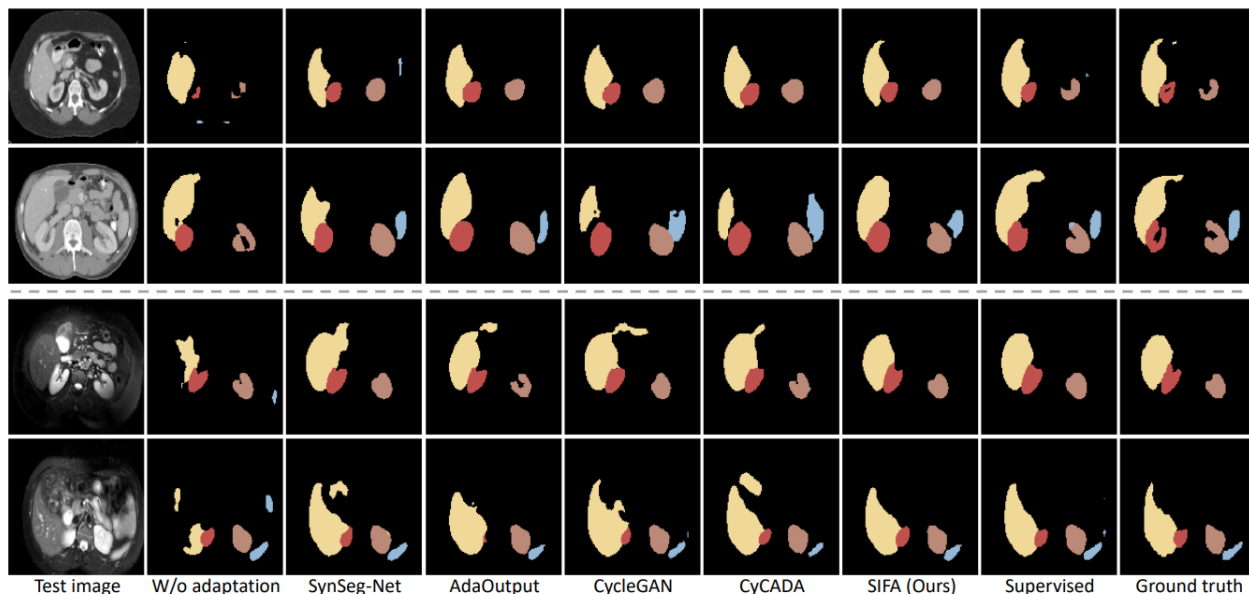 Test image W/o adaptation SynSeg-Net AdaOutput CycleGAN CyCADA SIFA (Ours) Supervised Ground truth